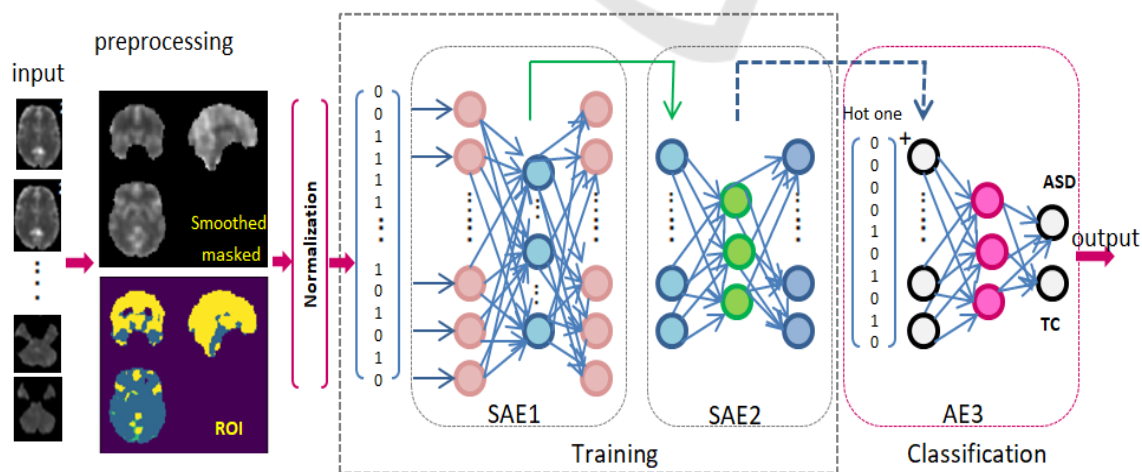 preprocessing
input
Smoothed
masked
ROI
Normalization
0
0
1
1
1
1
1
0
0
1
0
SAE1
SAE2
Training
Hot one
+
0
0
0
0
1
0
1
0
1
0
ASD
TC
AE3
Classification
output